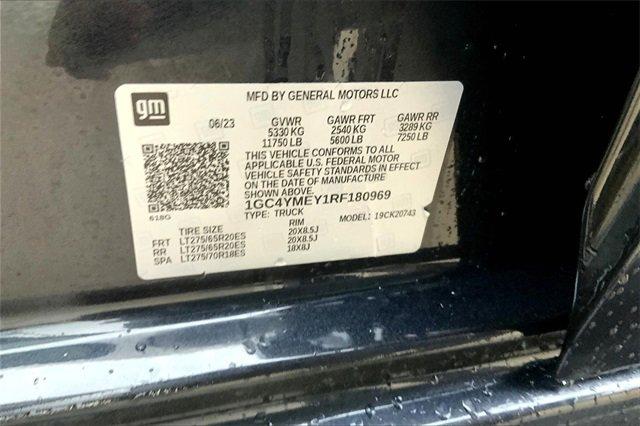 gm
MFD BY GENERAL MOTORS LLC
06/23 GVWR GAWR FRT GAWR RR
5330 KG 2540 KG 3289 KG
11750 LB 5600 LB 7250 LB
THIS VEHICLE CONFORMS TO ALL
APPLICABLE U.S. FEDERAL MOTOR
VEHICLE SAFETY STANDARDS IN EFFECT
ON THE DATE OF MANUFACTURE
SHOWN ABOVE.
1GC4YMEY1RF180969
618G
TYPE: TRUCK MODEL: 19CK20743
TIRE SIZE RIM
FRT LT275/65R20ES 20X8.5J
RR LT275/65R20ES 20X8.5J
SPA LT275/70R18ES 18X8J